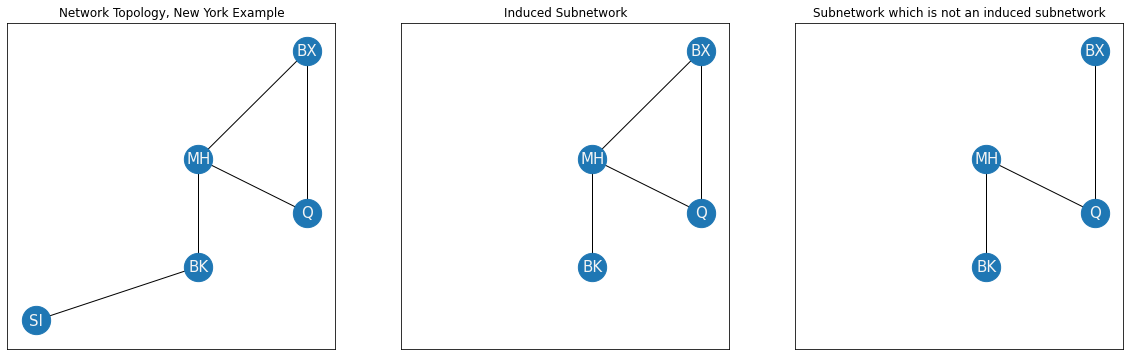 Network Topology, New York Example
BX
MH
Q
BK
SI
Induced Subnetwork
BX
MH
Q
BK
Subnetwork which is not an induced subnetwork
BX
MH
Q
BK